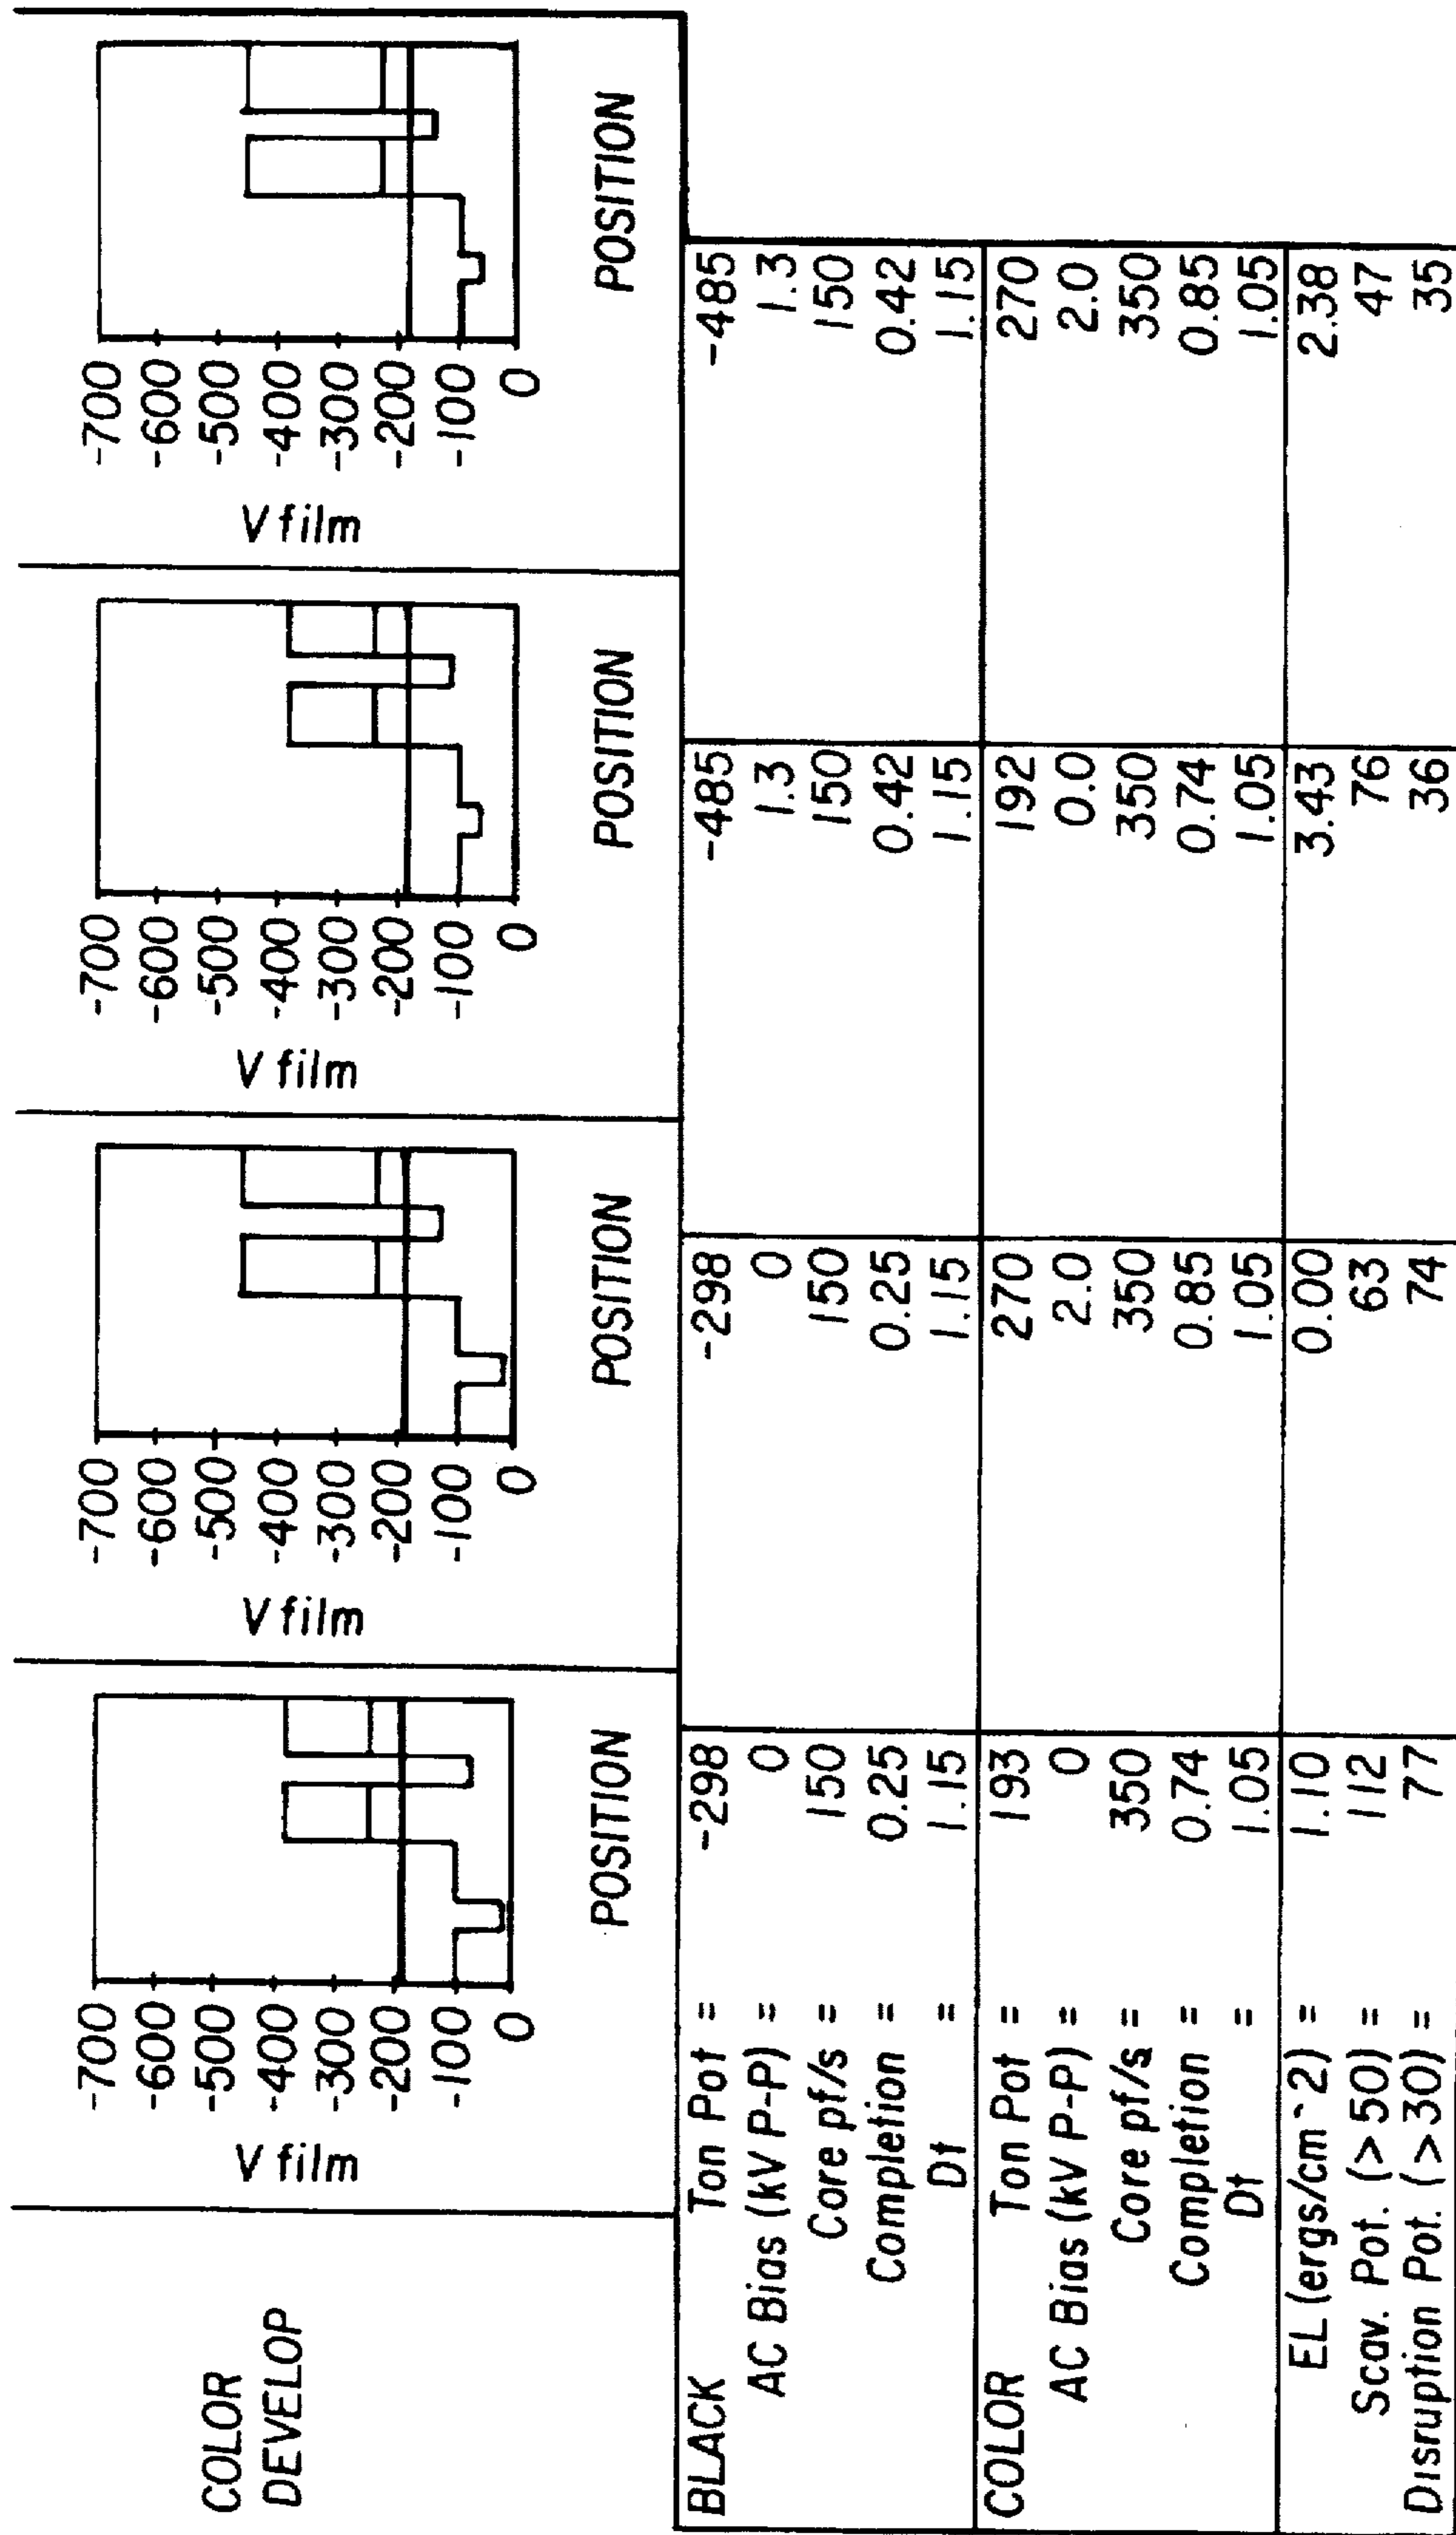 COLOR
DEVELOP
V film
-700
-600
-500
-400
-300
-200
-100
0
POSITION
V film
-700
-600
-500
-400
-300
-200
-100
0
POSITION
V film
-700
-600
-500
-400
-300
-200
-100
0
POSITION
V film
-700
-600
-500
-400
-300
-200
-100
0
POSITION
BLACK Ton Pot = -298 -298 -485 -485
AC Bias (kV P-P) = 0 0 1.3 1.3
Core pf/s = 150 150 150 150
Completion = 0.25 0.25 0.42 0.42
Dt = 1.15 1.15 1.15 1.15
COLOR Ton Pot = 193 270 192 270
AC Bias (kV P-P) = 0 2.0 0.0 2.0
Core pf/s = 350 350 350 350
Completion = 0.74 0.85 0.74 0.85
Dt = 1.05 1.05 1.05 1.05
EL (ergs/cm^2) = 1.10 0.00 3.43 2.38
Scav. Pot. (>50) = 112 63 76 47
Disruption Pot. (>30) = 77 74 36 35